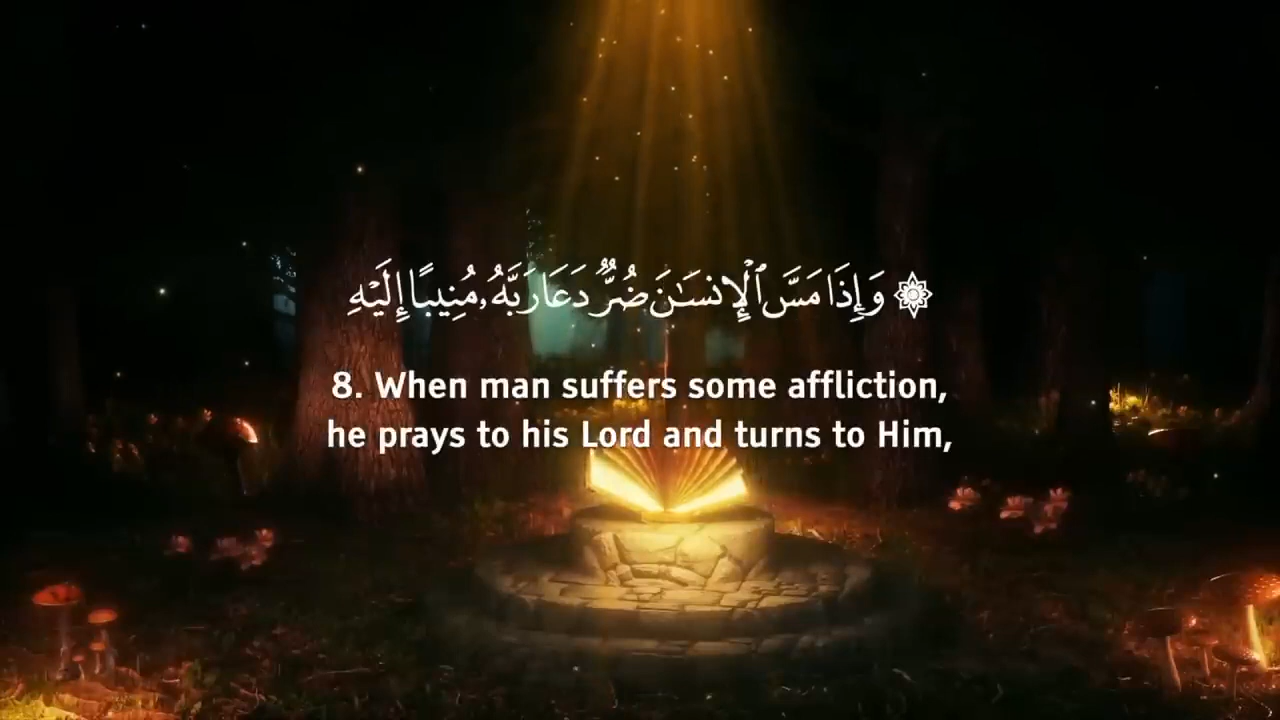 ۞ وَإِذَا مَسَّ ٱلْإِنسَـٰنَ ضُرٌّ دَعَا رَبَّهُۥ مُنِيبًا إِلَيْهِ
8. When man suffers some affliction,
he prays to his Lord and turns to Him,